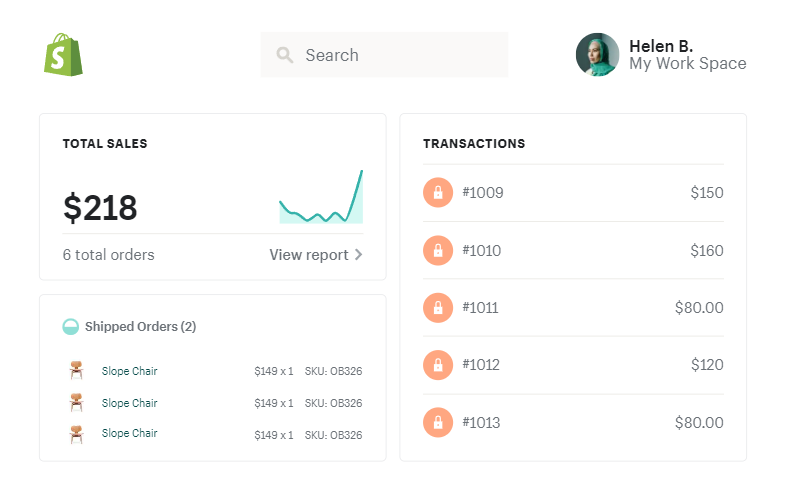 S
Search
Helen B.
My Work Space
TOTAL SALES
$218
6 total orders
View report
Shipped Orders (2)
Slope Chair $149 x 1 SKU: OB326
Slope Chair $149 x 1 SKU: OB326
Slope Chair $149 x 1 SKU: OB326
TRANSACTIONS
#1009 $150
#1010 $160
#1011 $80.00
#1012 $120
#1013 $80.00